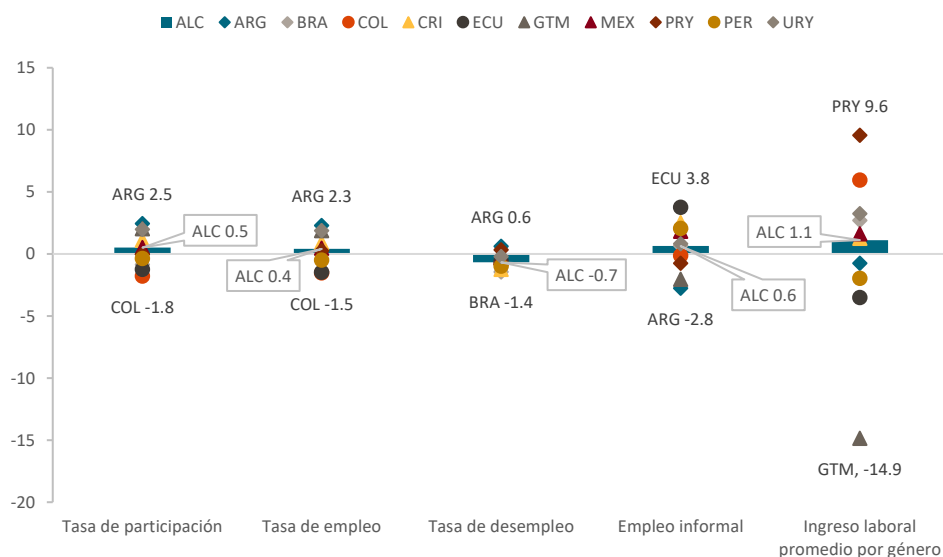 ALC ARG BRA COL CRI ECU GTM MEX PRY PER URY
15
10
5
0
-5
-10
-15
-20
ARG 2.5
ALC 0.5
COL -1.8
ARG 2.3
ALC 0.4
COL -1.5
ARG 0.6
ALC -0.7
BRA -1.4
ECU 3.8
ALC 0.6
ARG -2.8
PRY 9.6
ALC 1.1
GTM, -14.9
Tasa de participación
Tasa de empleo
Tasa de desempleo
Empleo informal
Ingreso laboral
promedio por género